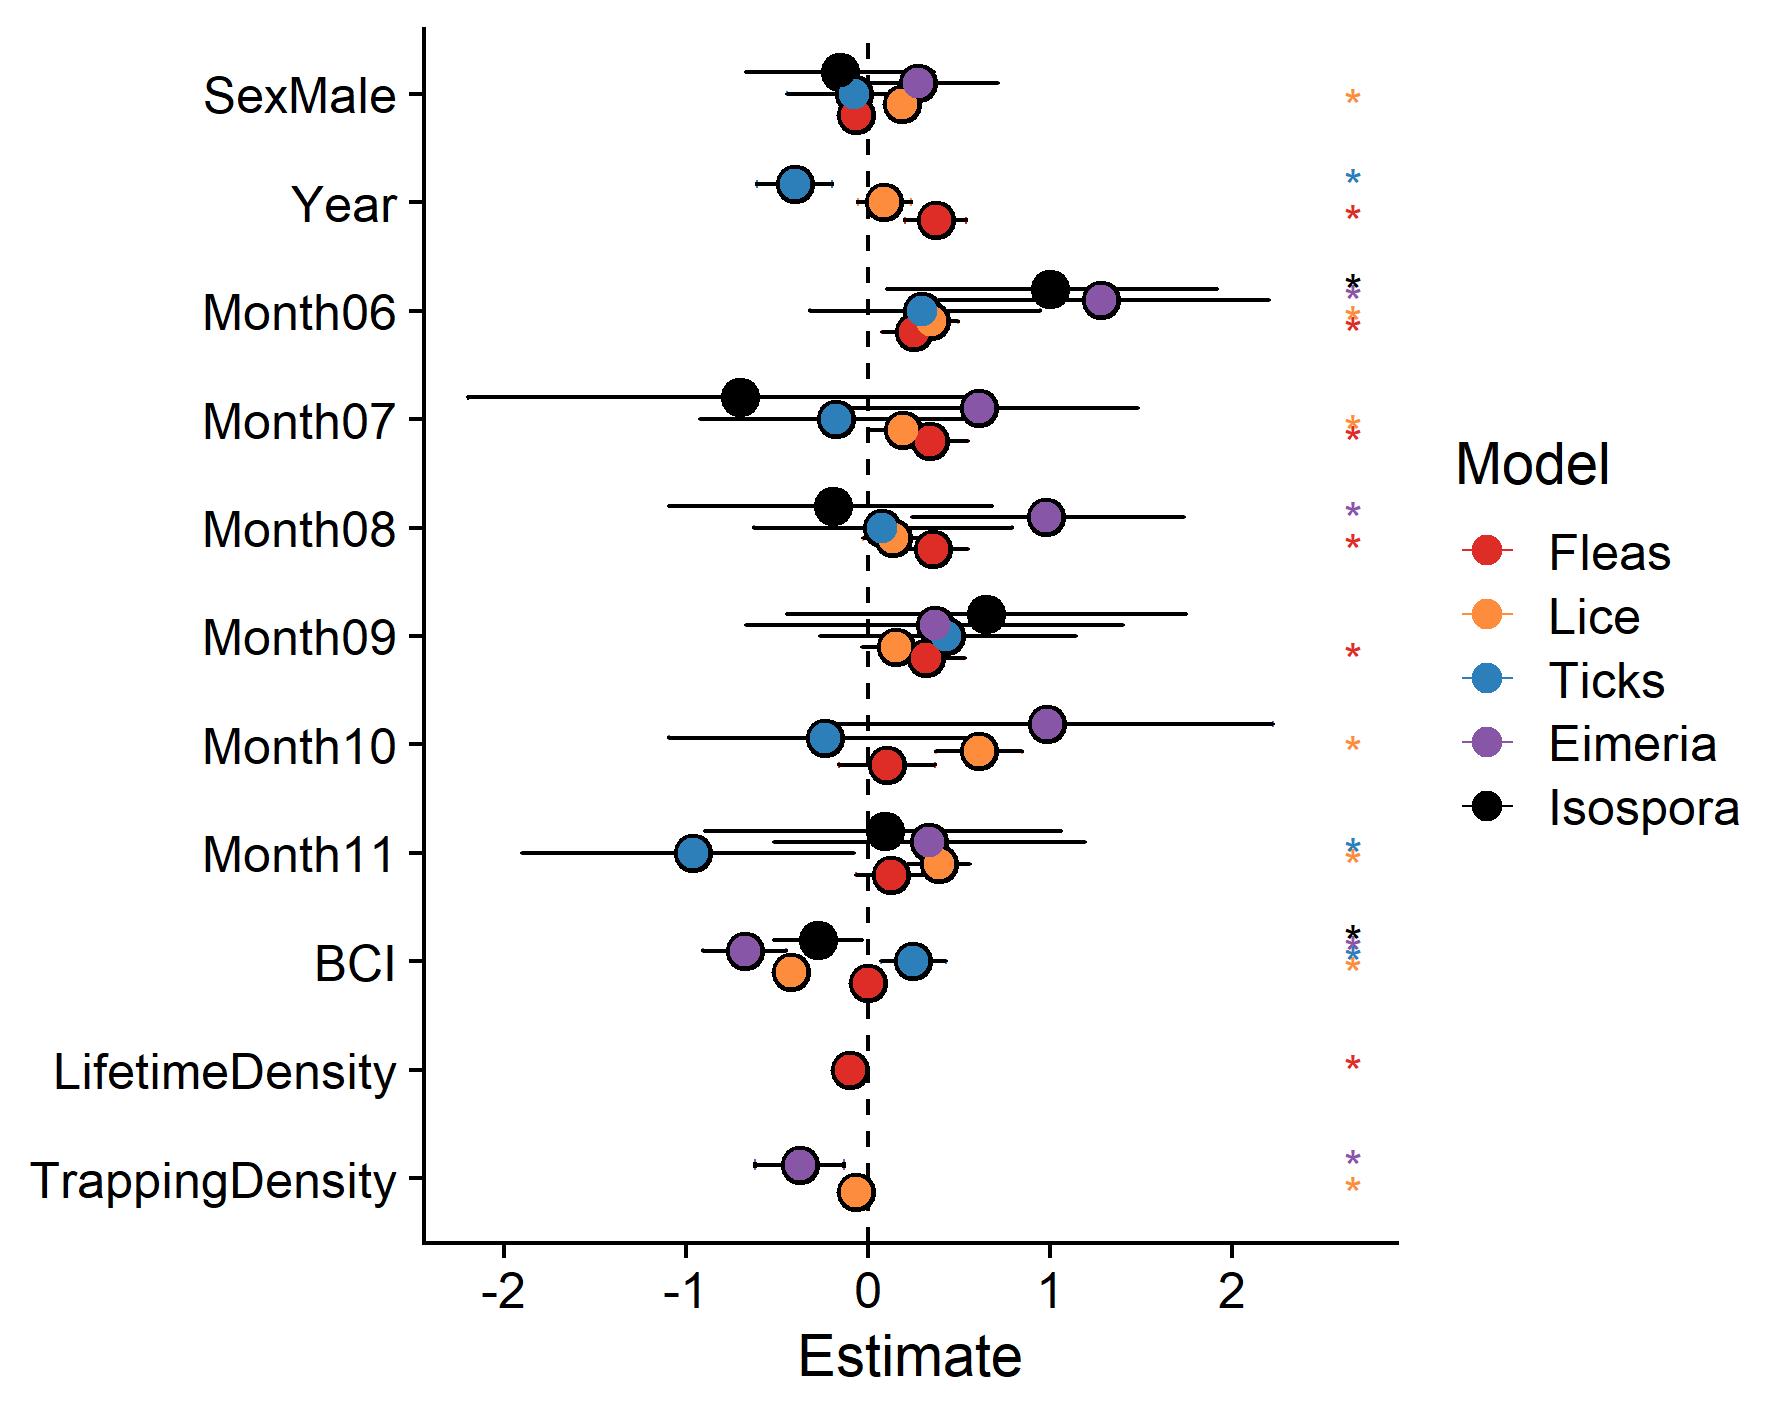 SexMale
*
Year
*
*
Month06
*
*
*
*
Month07
*
*
Month08
*
*
Month09
*
Month10
*
Month11
*
*
BCI
*
*
*
*
LifetimeDensity
*
TrappingDensity
*
*
-2 -1 0 1 2
Estimate
Model
Fleas
Lice
Ticks
Eimeria
Isospora